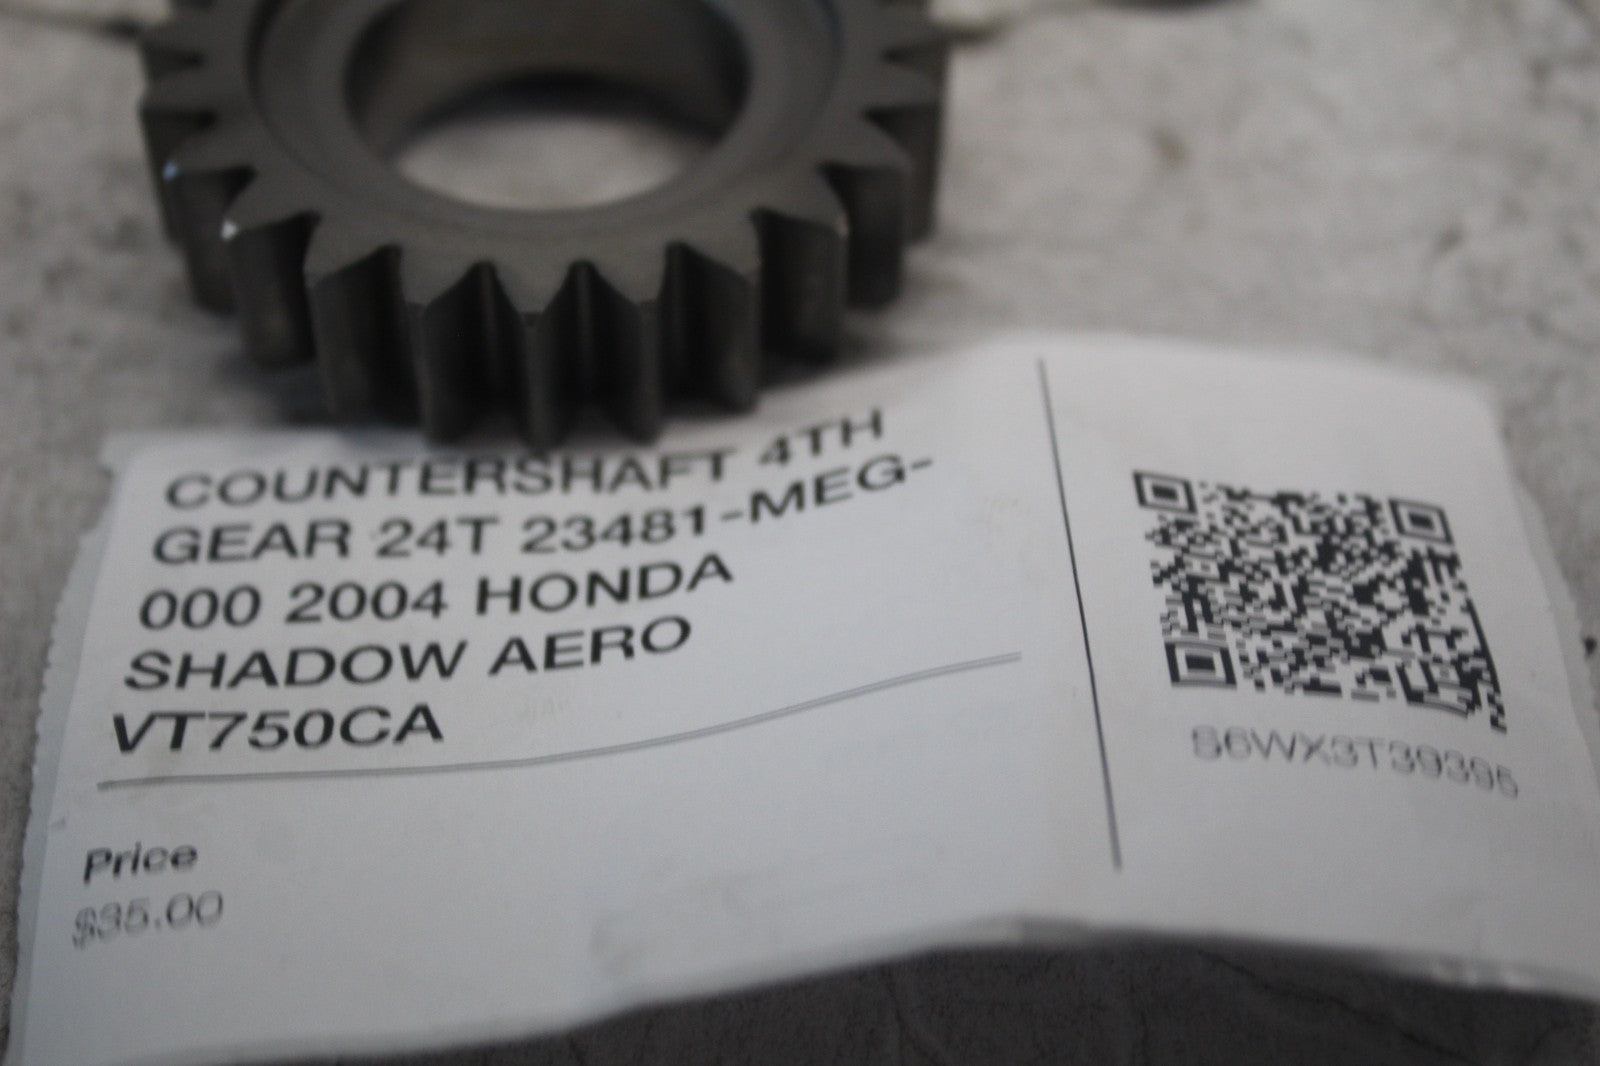 COUNTERSHAFT 4TH
GEAR 24T 23481-MEG-
000 2004 HONDA
SHADOW AERO
VT750CA
Price
$35.00
S6WX3T39395